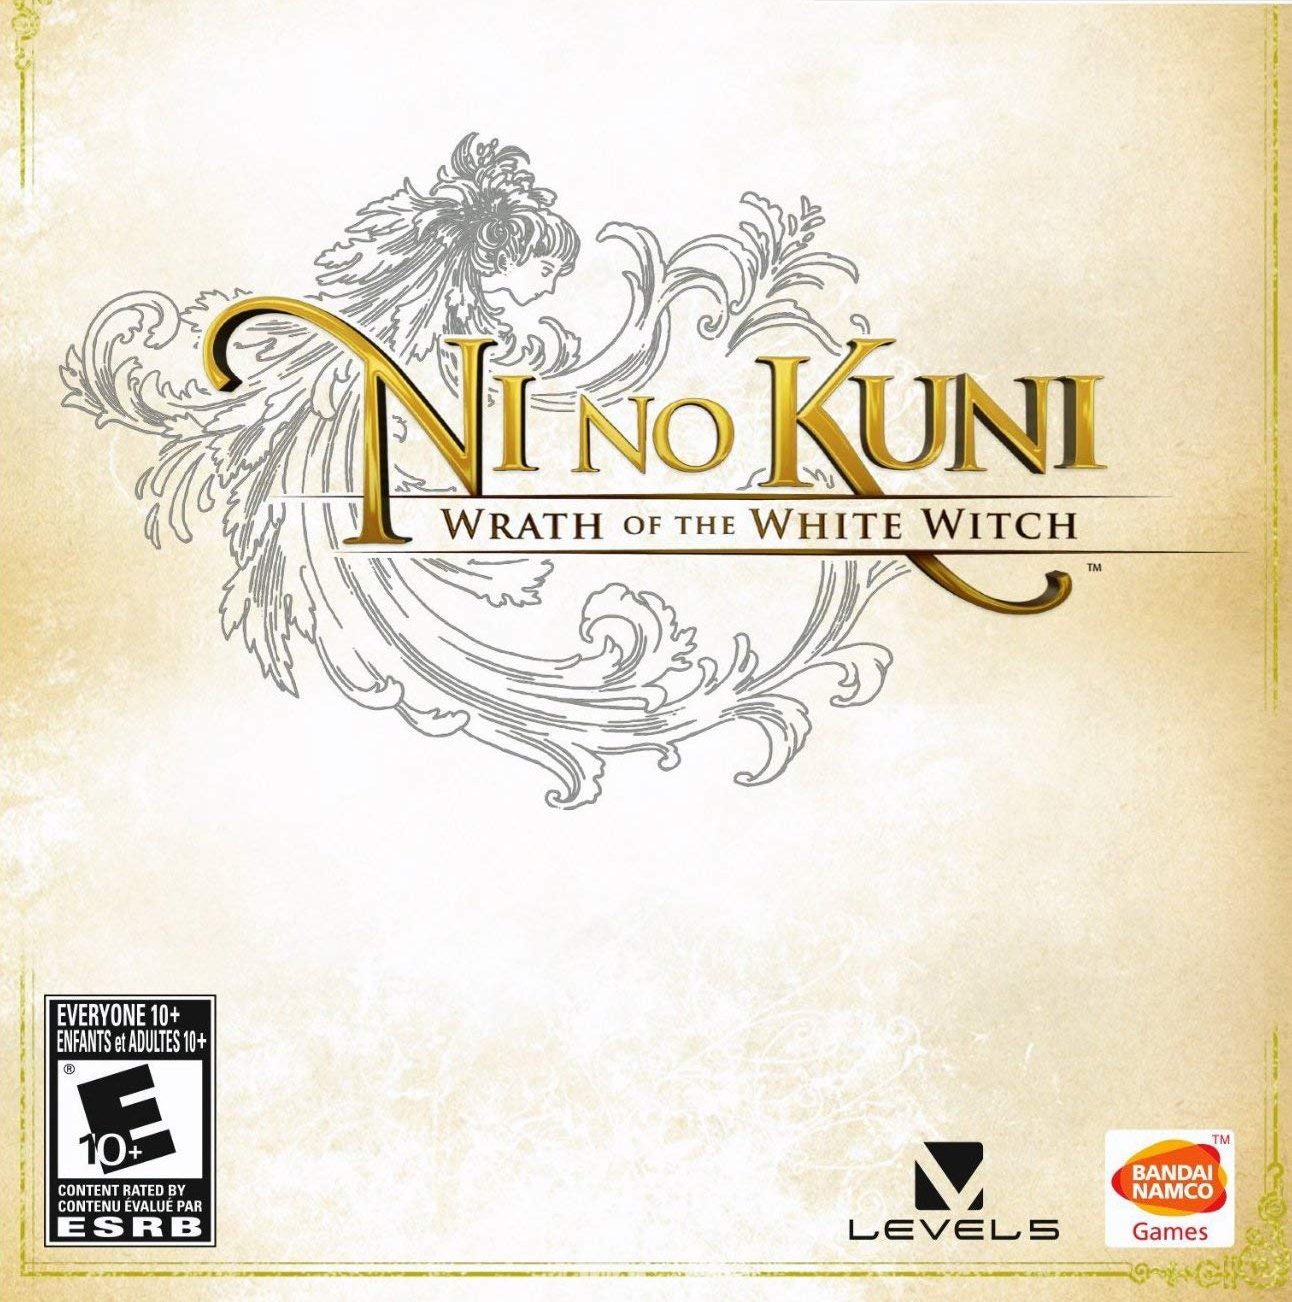 NI NO KUNI
WRATH OF THE WHITE WITCH
TM
EVERYONE 10+
ENFANTS et ADULTES 10+
®
E
10+
CONTENT RATED BY
CONTENU ÉVALUÉ PAR
ESRB
LEVEL5
TM
BANDAI
NAMCO
Games